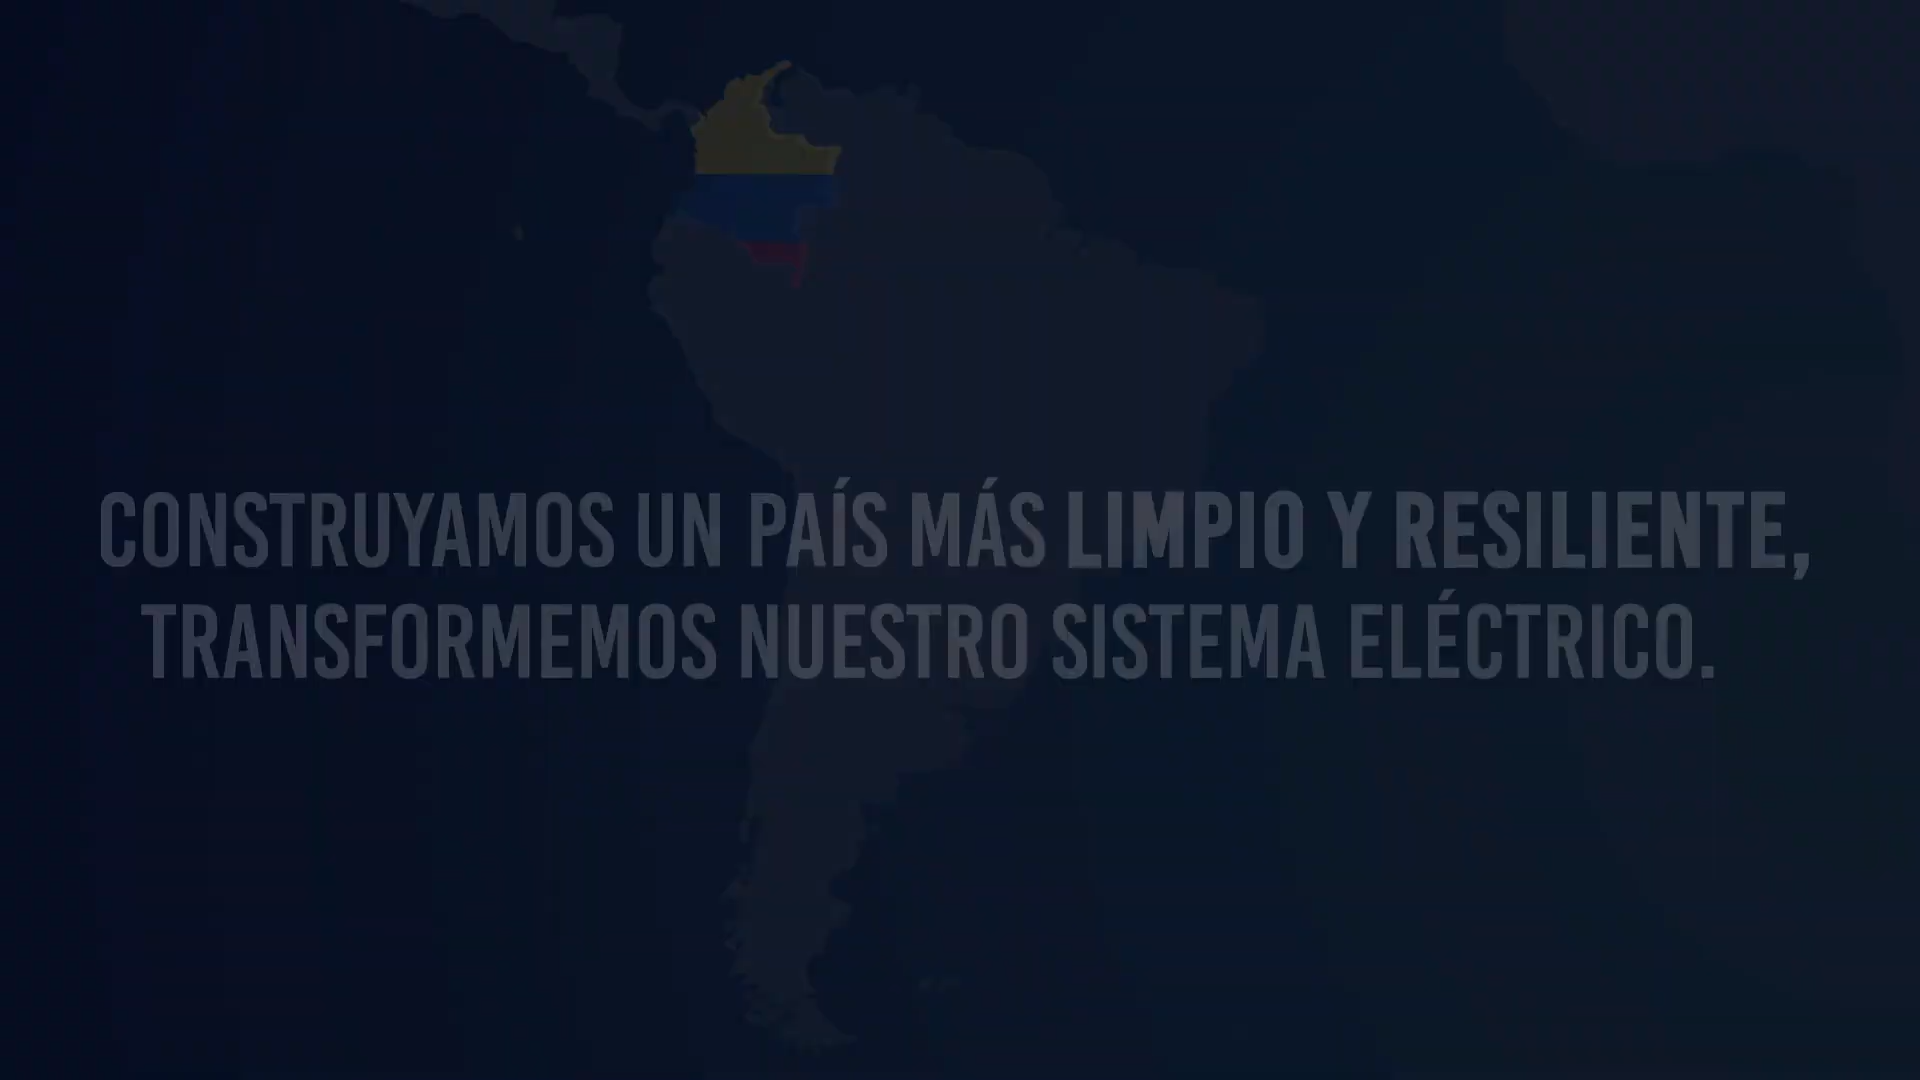 CONSTRUYAMOS UN PAÍS MÁS LIMPIO Y RESILIENTE,
TRANSFORMEMOS NUESTRO SISTEMA ELÉCTRICO.